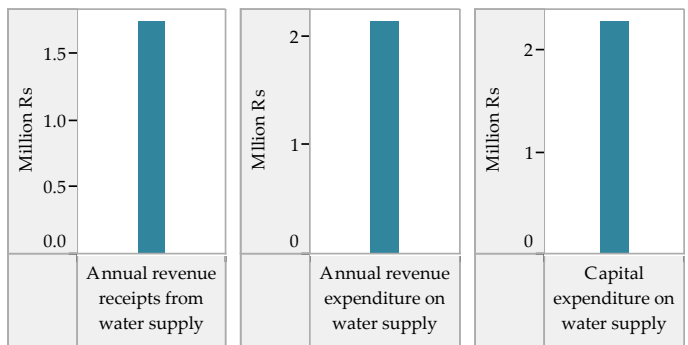 Million Rs
1.5
1.0
0.5
0.0
Annual revenue
receipts from
water supply
Mllion Rs
2
1
0
Annual revenue
expenditure on
water supply
Million Rs
2
1
0
Capital
expenditure on
water supply